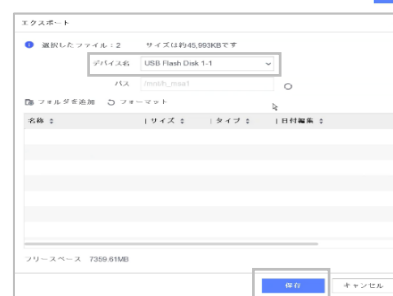 エクスポート
選択したファイル：2　サイズは約45,993KBです
デバイス名　USB Flash Disk 1-1
パス
フォルダを追加　フォーマット
名称　サイズ　タイプ　日付編集
フリースペース　7359.61MB
保存　キャンセル